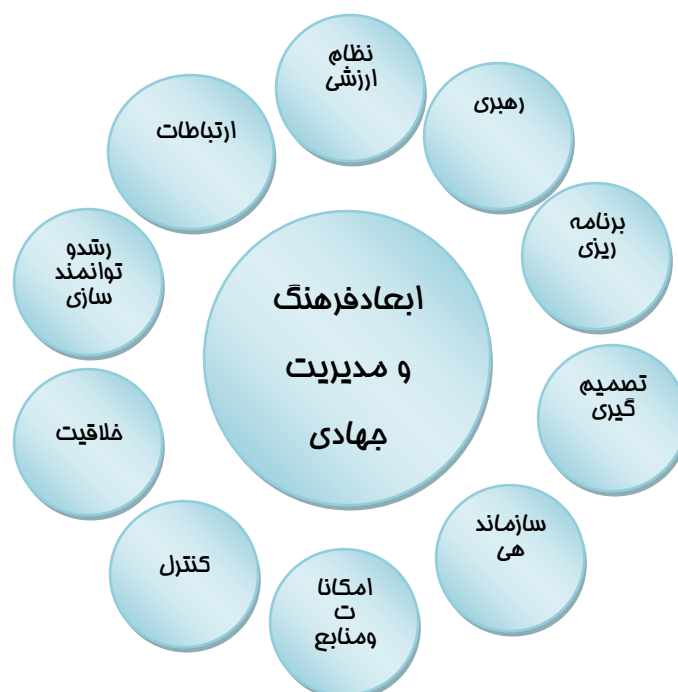 نظام
ارزشی
رهبری
برنامه
ریزی
تصمیم
گیری
سازماند
هی
امکانا
ت
ومنابع
کنترل
خلاقیت
رشدو
توانمند
سازی
ارتباطات
ابعادفرهنگ
و مدیریت
جهادی